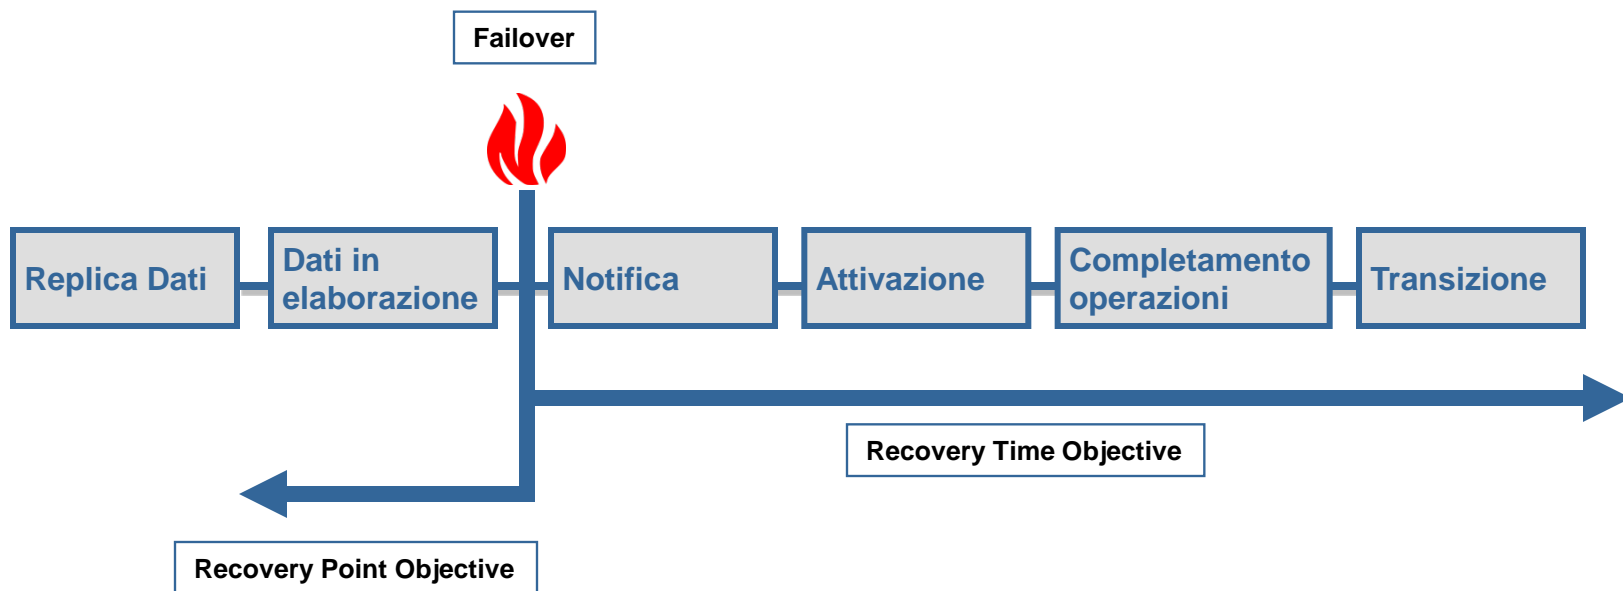 Failover
Replica Dati
Dati in
elaborazione
Notifica
Attivazione
Completamento
operazioni
Transizione
Recovery Time Objective
Recovery Point Objective